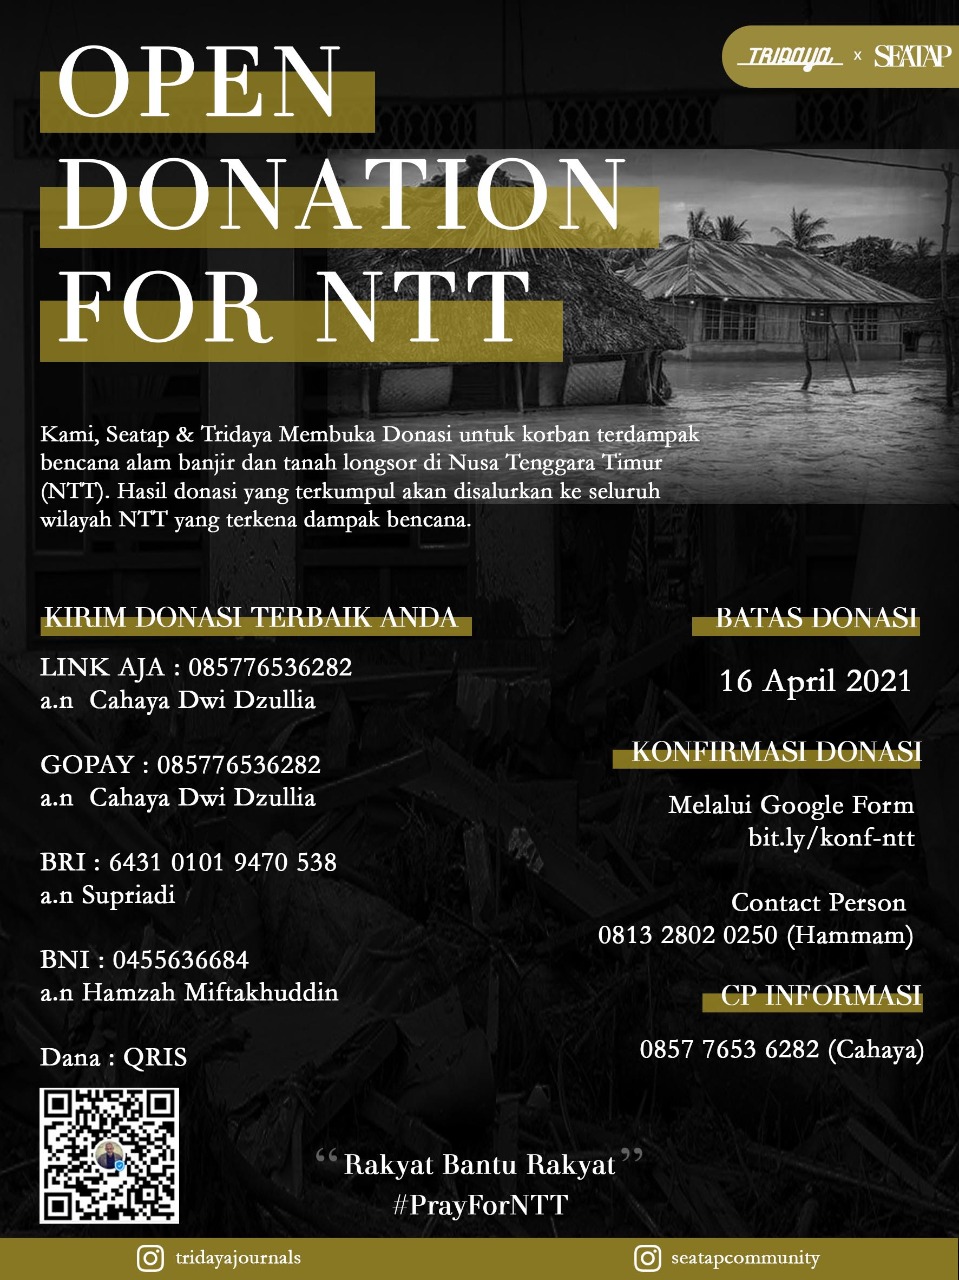 TRIDAYA x SEATAP
OPEN
DONATION
FOR NTT
Kami, Seatap & Tridaya Membuka Donasi untuk korban terdampak
bencana alam banjir dan tanah longsor di Nusa Tenggara Timur
(NTT). Hasil donasi yang terkumpul akan disalurkan ke seluruh
wilayah NTT yang terkena dampak bencana.
KIRIM DONASI TERBAIK ANDA
LINK AJA : 085776536282
a.n Cahaya Dwi Dzullia
GOPAY : 085776536282
a.n Cahaya Dwi Dzullia
BRI : 6431 0101 9470 538
a.n Supriadi
BNI : 0455636684
a.n Hamzah Miftakhuddin
Dana : QRIS
BATAS DONASI
16 April 2021
KONFIRMASI DONASI
Melalui Google Form
bit.ly/konf-ntt
Contact Person
0813 2802 0250 (Hammam)
CP INFORMASI
0857 7653 6282 (Cahaya)
“Rakyat Bantu Rakyat”
#PrayForNTT
tridayajournals
seatapcommunity